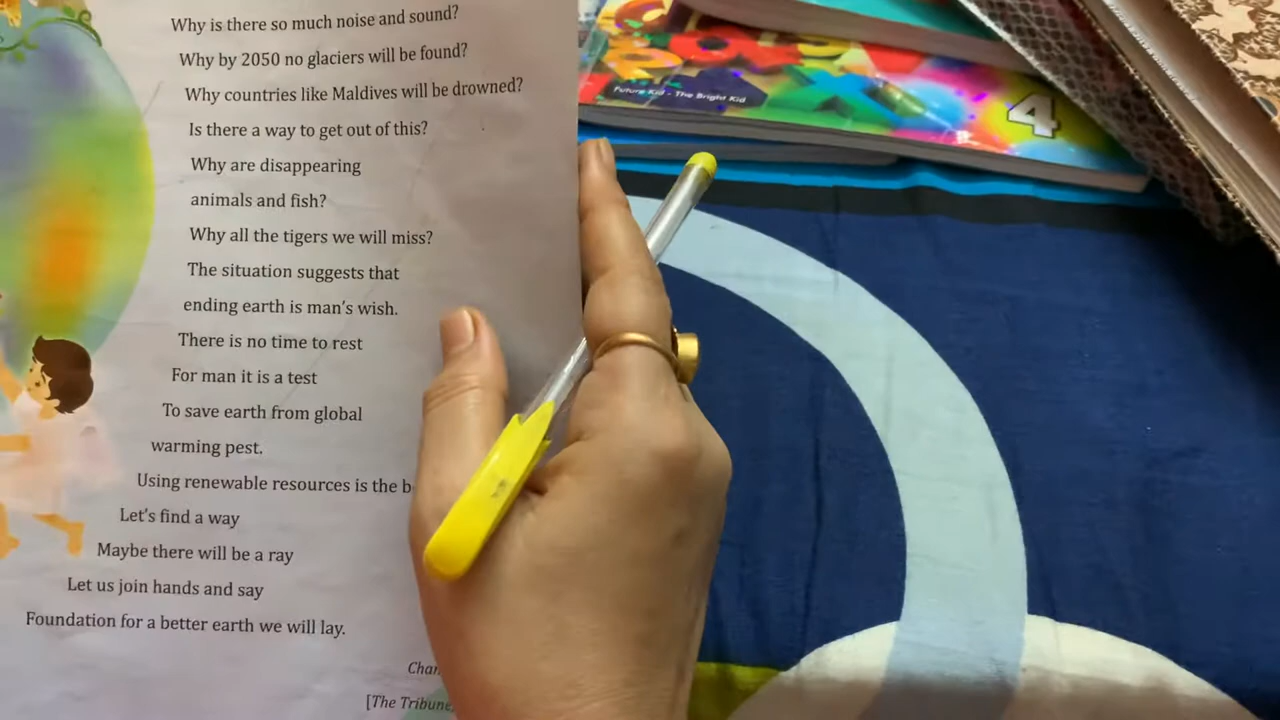 Why is there so much noise and sound?
Why by 2050 no glaciers will be found?
Why countries like Maldives will be drowned?
Is there a way to get out of this?
Why are disappearing
animals and fish?
Why all the tigers we will miss?
The situation suggests that
ending earth is man's wish.
There is no time to rest
For man it is a test
To save earth from global
warming pest.
Using renewable resources is the
Let's find a way
Maybe there will be a ray
Let us join hands and say
Foundation for a better earth we will lay.
[The Tribune
Future Kid - The Bright Kid
4